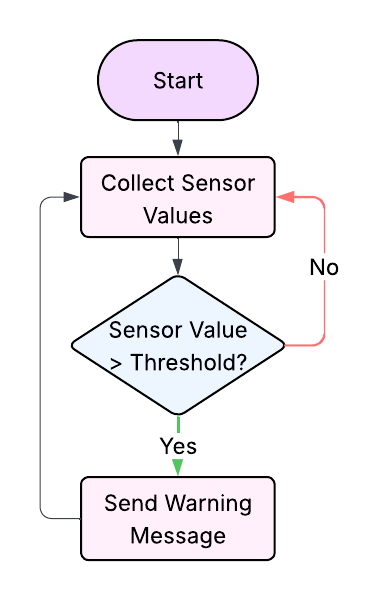 Start
Collect Sensor
Values
No
Sensor Value
> Threshold?
Yes
Send Warning
Message